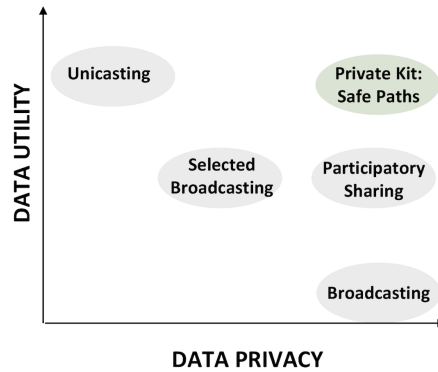 DATA UTILITY
Unicasting
Private Kit:
Safe Paths
Selected
Broadcasting
Participatory
Sharing
Broadcasting
DATA PRIVACY